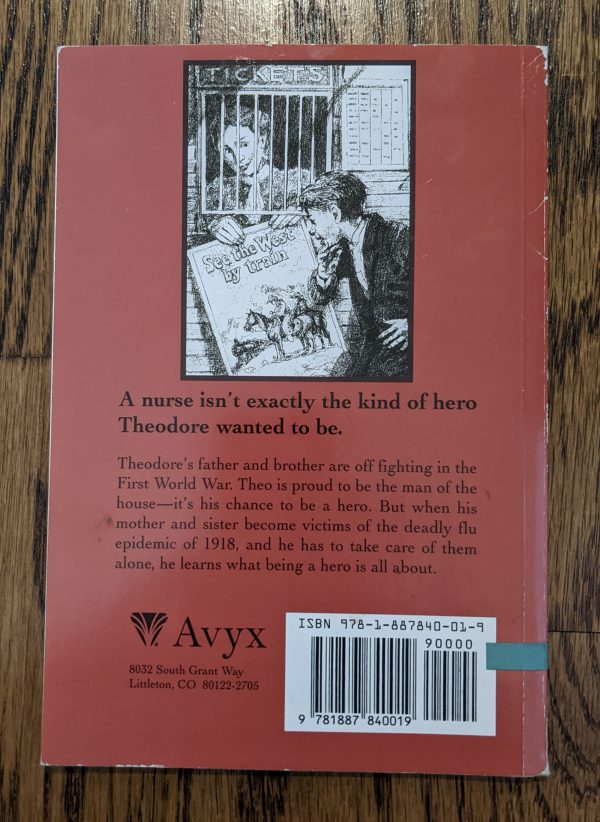 TICKETS
See the West
by train
A nurse isn't exactly the kind of hero
Theodore wanted to be.
Theodore's father and brother are off fighting in the
First World War. Theo is proud to be the man of the
house—it's his chance to be a hero. But when his
mother and sister become victims of the deadly flu
epidemic of 1918, and he has to take care of them
alone, he learns what being a hero is all about.
Avyx
8032 South Grant Way
Littleton, CO 80122-2705
ISBN 978-1-887840-01-9
90000
9 781887 840019